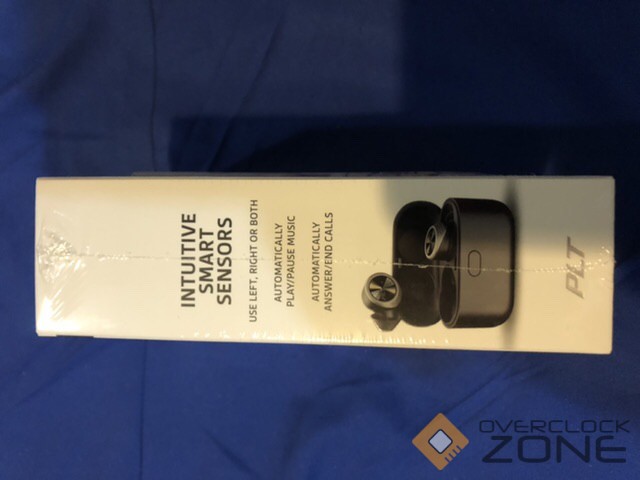 INTUITIVE
SMART
SENSORS
USE LEFT, RIGHT OR BOTH
AUTOMATICALLY
PLAY/PAUSE MUSIC
AUTOMATICALLY
ANSWER/END CALLS
PLT
OVERCLOCK
ZONE